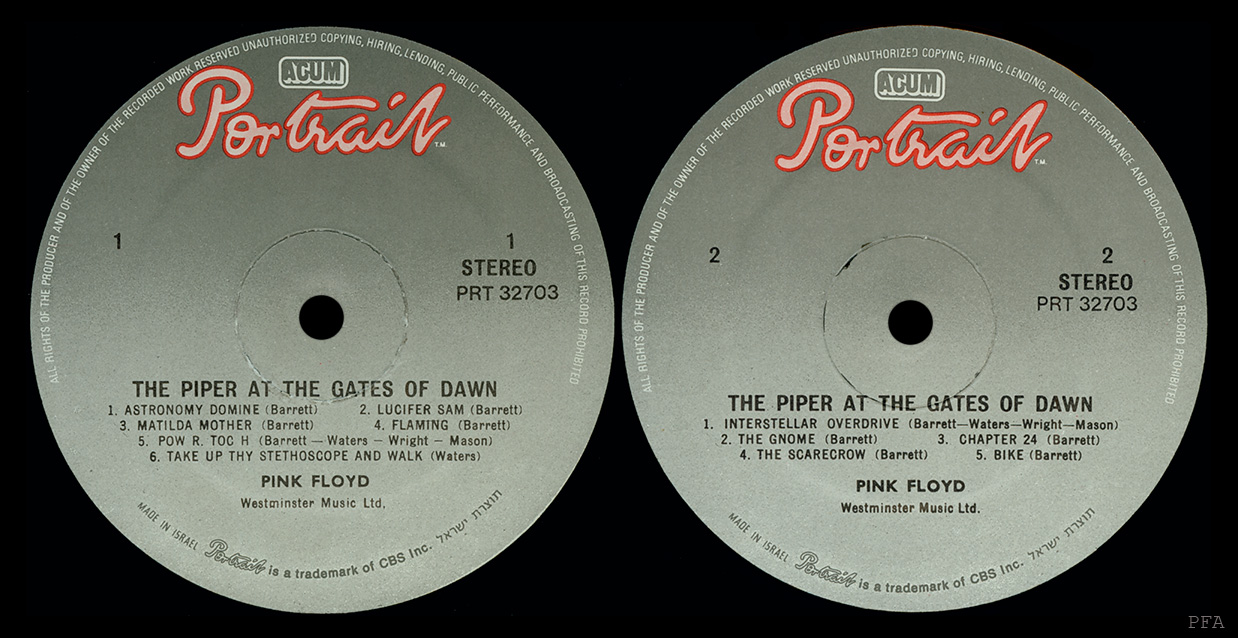 ALL RIGHTS OF THE PRODUCER AND OF THE OWNER OF THE RECORDED WORK RESERVED UNAUTHORIZED COPYING, HIRING, LENDING, PUBLIC PERFORMANCE AND BROADCASTING OF THIS RECORD PROHIBITED
ACUM
Portrait T.M.
1 1
STEREO
PRT 32703
THE PIPER AT THE GATES OF DAWN
1. ASTRONOMY DOMINE (Barrett) 2. LUCIFER SAM (Barrett)
3. MATILDA MOTHER (Barrett) 4. FLAMING (Barrett)
5. POW R. TOC H (Barrett — Waters — Wright — Mason)
6. TAKE UP THY STETHOSCOPE AND WALK (Waters)
PINK FLOYD
Westminster Music Ltd,
MADE IN ISRAEL Portrait is a trademark of CBS Inc. תוצרת ישראל
ALL RIGHTS OF THE PRODUCER AND OF THE OWNER OF THE RECORDED WORK RESERVED UNAUTHORIZED COPYING, HIRING, LENDING, PUBLIC PERFORMANCE AND BROADCASTING OF THIS RECORD PROHIBITED
ACUM
Portrait T.M.
2 2
STEREO
PRT 32703
THE PIPER AT THE GATES OF DAWN
1. INTERSTELLAR OVERDRIVE (Barrett—Waters—Wright—Mason)
2. THE GNOME (Barrett) 3. CHAPTER 24 (Barrett)
4. THE SCARECROW (Barrett) 5. BIKE (Barrett)
PINK FLOYD
Westminster Music Ltd.
MADE IN ISRAEL Portrait is a trademark of CBS Inc. תוצרת ישראל
PFA